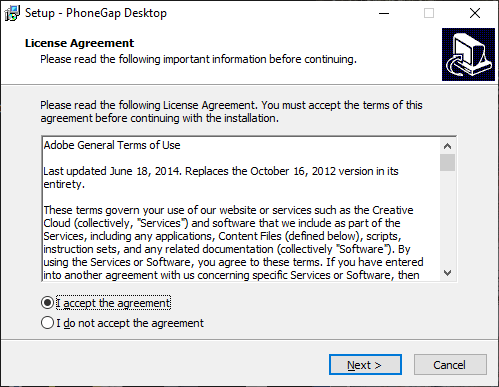 Setup - PhoneGap Desktop
License Agreement
Please read the following important information before continuing.
Please read the following License Agreement. You must accept the terms of this
agreement before continuing with the installation.
Adobe General Terms of Use
Last updated June 18, 2014. Replaces the October 16, 2012 version in its
entirety.
These terms govern your use of our website or services such as the Creative
Cloud (collectively, "Services") and software that we include as part of the
Services, including any applications, Content Files (defined below), scripts,
instruction sets, and any related documentation (collectively "Software"). By
using the Services or Software, you agree to these terms. If you have entered
into another agreement with us concerning specific Services or Software, then
I accept the agreement
I do not accept the agreement
Next >
Cancel